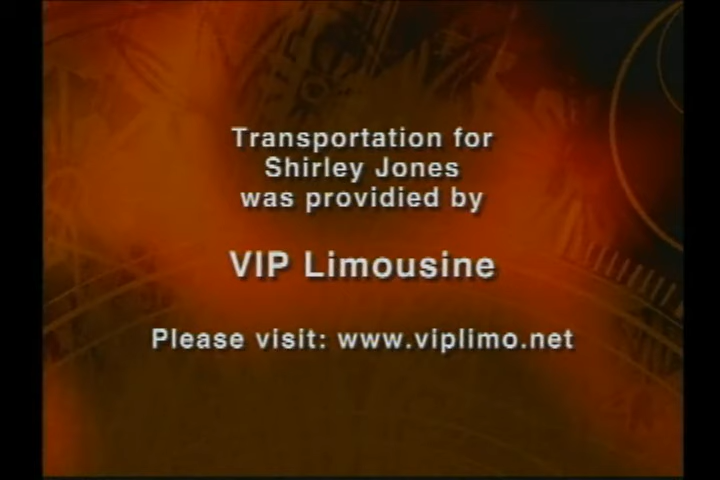 Transportation for
Shirley Jones
was providied by
VIP Limousine
Please visit: www.viplimo.net